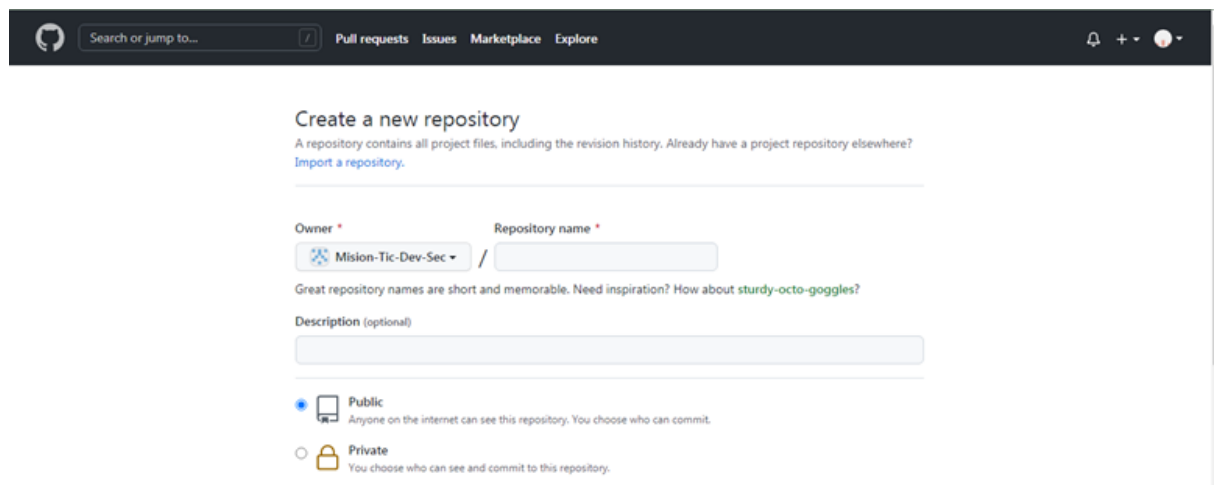 Search or jump to... /
Pull requests Issues Marketplace Explore
Create a new repository
A repository contains all project files, including the revision history. Already have a project repository elsewhere?
Import a repository.
Owner * Repository name *
Mision-Tic-Dev-Sec /
Great repository names are short and memorable. Need inspiration? How about sturdy-octo-goggles?
Description (optional)
Public
Anyone on the internet can see this repository. You choose who can commit.
Private
You choose who can see and commit to this repository.